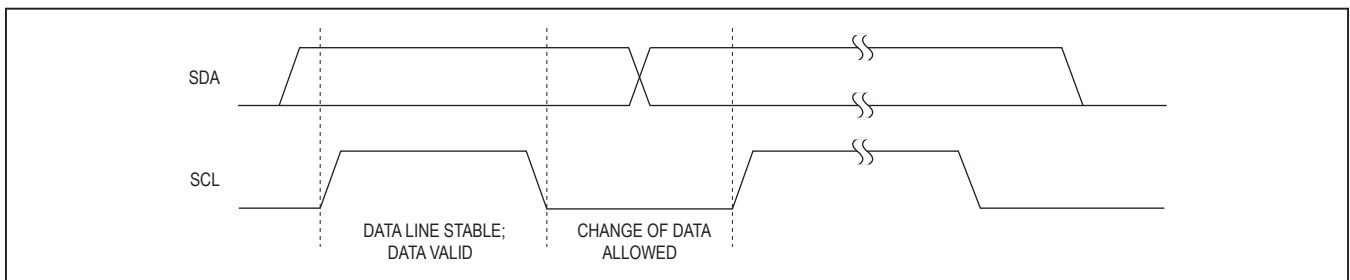 SDA
SCL
DATA LINE STABLE;
DATA VALID
CHANGE OF DATA
ALLOWED